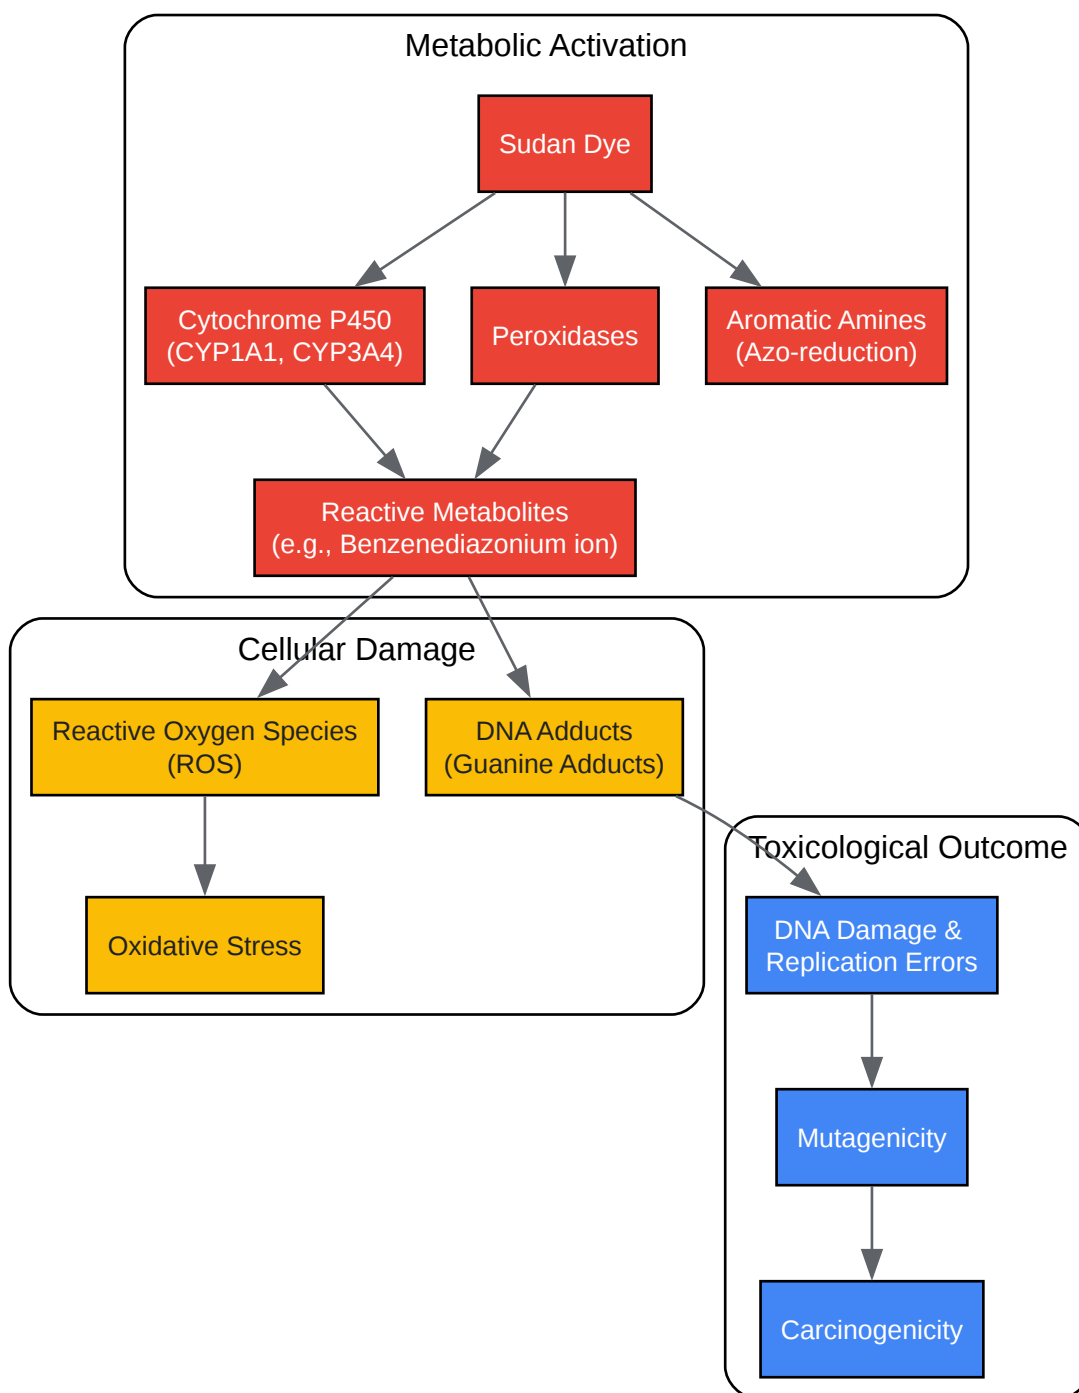 Metabolic Activation
Sudan Dye
Cytochrome P450
(CYP1A1, CYP3A4)
Peroxidases
Aromatic Amines
(Azo-reduction)
Reactive Metabolites
(e.g., Benzenediazonium ion)
Cellular Damage
Reactive Oxygen Species
(ROS)
DNA Adducts
(Guanine Adducts)
Oxidative Stress
Toxicological Outcome
DNA Damage &
Replication Errors
Mutagenicity
Carcinogenicity